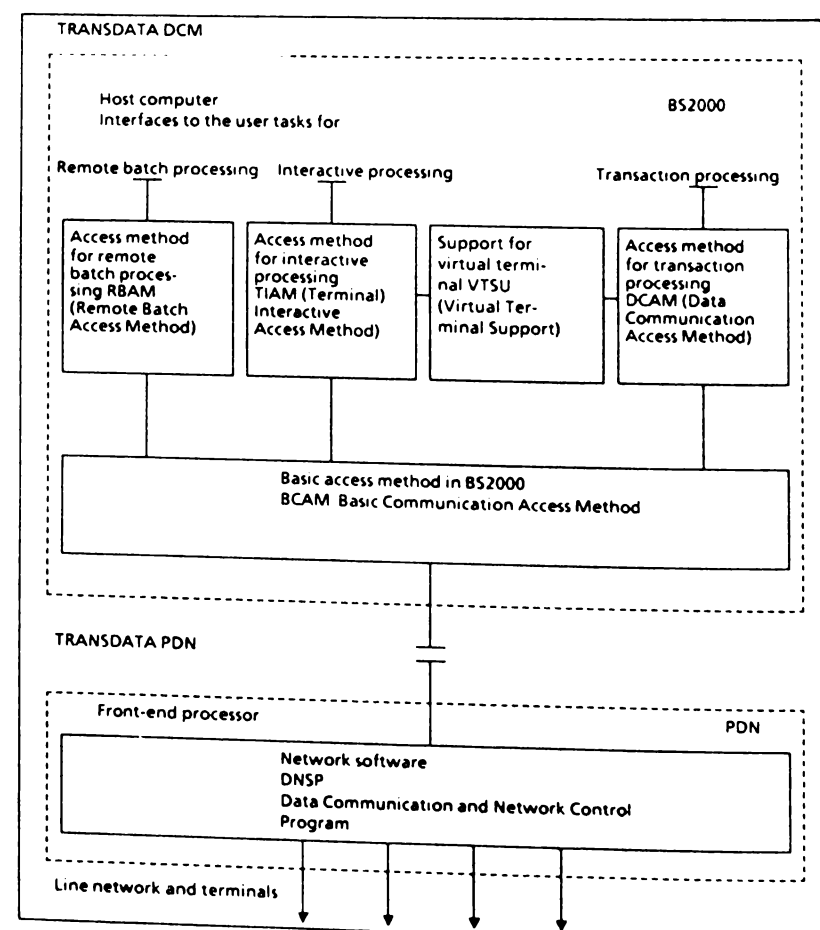 TRANSDATA DCM
Host computer
Interfaces to the user tasks for
BS2000
Remote batch processing
Interactive processing
Transaction processing
Access method
for remote
batch proces-
sing RBAM
(Remote Batch
Access Method)
Access method
for interactive
processing
TIAM (Terminal)
Interactive
Access Method)
Support for
virtual termi-
nal VTSU
(Virtual Ter-
minal Support)
Access method
for transaction
processing
DCAM (Data
Communication
Access Method)
Basic access method in BS2000
BCAM Basic Communication Access Method
TRANSDATA PDN
Front-end processor
PDN
Network software
DNSP
Data Communication and Network Control
Program
Line network and terminals